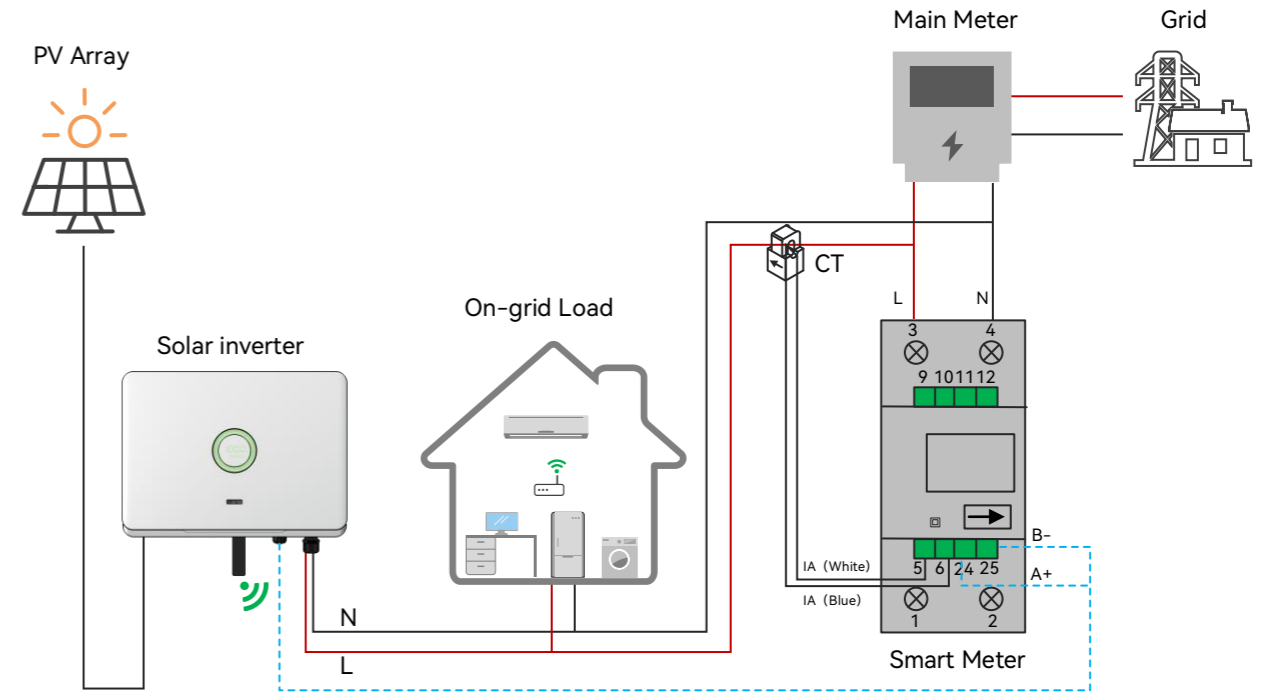 Main Meter
Grid
PV Array
CT
L
N
On-grid Load
Solar inverter
3
4
9 10 11 12
B-
IA (White)
5 6 24 25
A+
IA (Blue)
1
2
N
L
Smart Meter